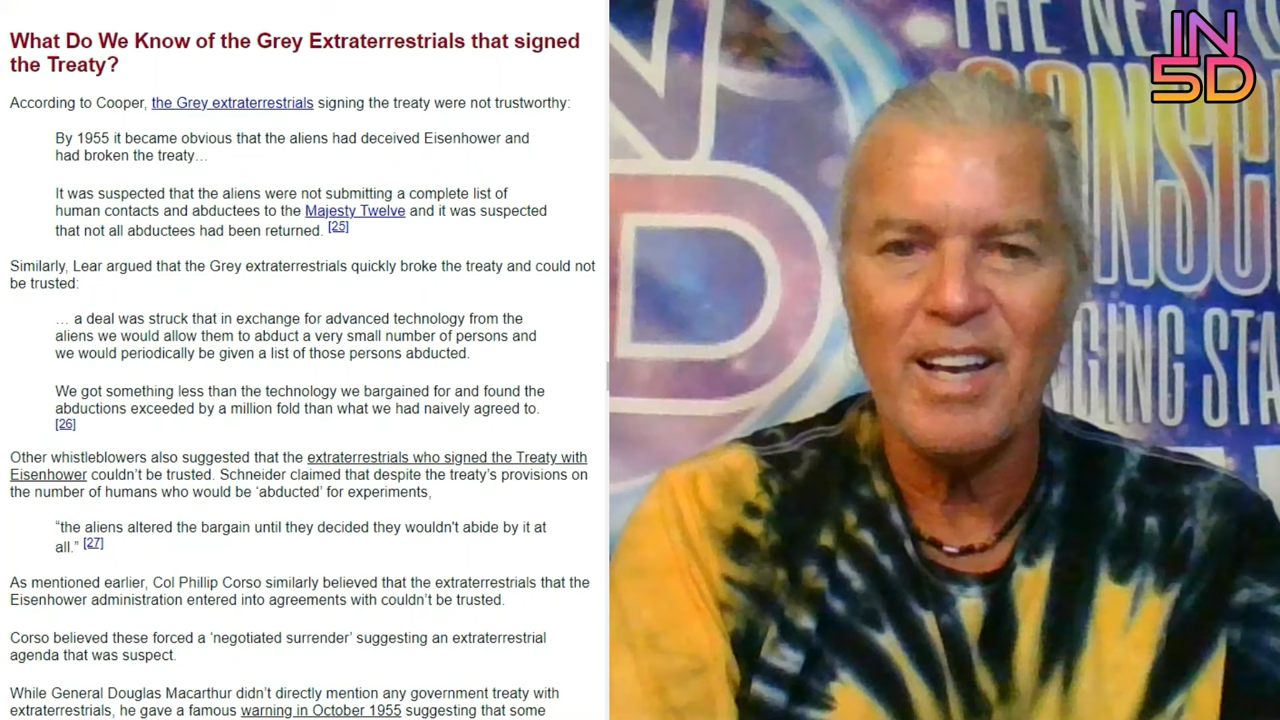 What Do We Know of the Grey Extraterrestrials that signed
the Treaty?
According to Cooper, the Grey extraterrestrials signing the treaty were not trustworthy:
By 1955 it became obvious that the aliens had deceived Eisenhower and
had broken the treaty…
It was suspected that the aliens were not submitting a complete list of
human contacts and abductees to the Majesty Twelve and it was suspected
that not all abductees had been returned. [25]
Similarly, Lear argued that the Grey extraterrestrials quickly broke the treaty and could not
be trusted:
… a deal was struck that in exchange for advanced technology from the
aliens we would allow them to abduct a very small number of persons and
we would periodically be given a list of those persons abducted.
We got something less than the technology we bargained for and found the
abductions exceeded by a million fold than what we had naively agreed to.
[26]
Other whistleblowers also suggested that the extraterrestrials who signed the Treaty with
Eisenhower couldn’t be trusted. Schneider claimed that despite the treaty’s provisions on
the number of humans who would be ‘abducted’ for experiments,
“the aliens altered the bargain until they decided they wouldn't abide by it at
all.” [27]
As mentioned earlier, Col Phillip Corso similarly believed that the extraterrestrials that the
Eisenhower administration entered into agreements with couldn’t be trusted.
Corso believed these forced a ‘negotiated surrender’ suggesting an extraterrestrial
agenda that was suspect.
While General Douglas Macarthur didn’t directly mention any government treaty with
extraterrestrials, he gave a famous warning in October 1955 suggesting that some
IN
5D
THE NEW